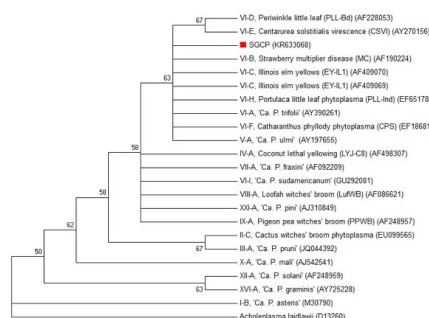 VI-D, Periwinkle little leaf (PLL-Bd) (AF228053)
67
VI-E, Centarurea solstitialis virescence (CSVI) (AY270156)
SGCP (KR633068)
VI-B, Strawberry multiplier disease (MC) (AF190224)
VI-C, Illinois elm yellows (EY-IL1) (AF409070)
63
VI-C, Illinois elm yellows (EY-IL1) (AF409069)
VI-H, Portulaca little leaf phytoplasma (PLL-Ind) (EF65178
VI-A, 'Ca. P. trifolii' (AY390261)
VI-F, Catharanthus phyllody phytoplasma (CPS) (EF18681
V-A, 'Ca. P. ulmi' (AY197655)
58
IV-A, Coconut lethal yellowing (LYJ-C8) (AF498307)
VII-A, 'Ca. P. fraxini' (AF092209)
VI-I, 'Ca. P. sudamericanum' (GU292081)
58
VIII-A, Loofah witches' broom (LufWB) (AF086621)
XXI-A, 'Ca. P. pini' (AJ310849)
IX-A, Pigeon pea witches' broom (PPWB) (AF248957)
62
II-C, Cactus witches' broom phytoplasma (EU099565)
67
III-A, 'Ca. P. pruni' (JQ044392)
50
X-A, 'Ca. P. mali' (AJ542541)
XII-A, 'Ca. P. solani' (AF248959)
63
XVI-A, 'Ca. P. graminis' (AY725228)
I-B, 'Ca. P. asteris' (M30790)
Acholeplasma laidlawii (D13260)